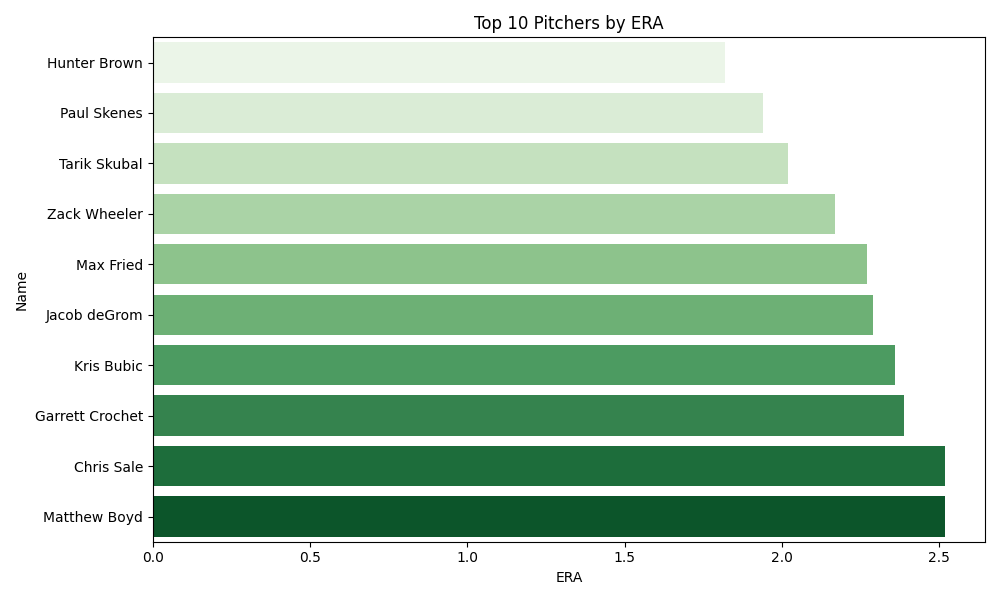 Top 10 Pitchers by ERA
Name
Hunter Brown
Paul Skenes
Tarik Skubal
Zack Wheeler
Max Fried
Jacob deGrom
Kris Bubic
Garrett Crochet
Chris Sale
Matthew Boyd
0.0 0.5 1.0 1.5 2.0 2.5
ERA